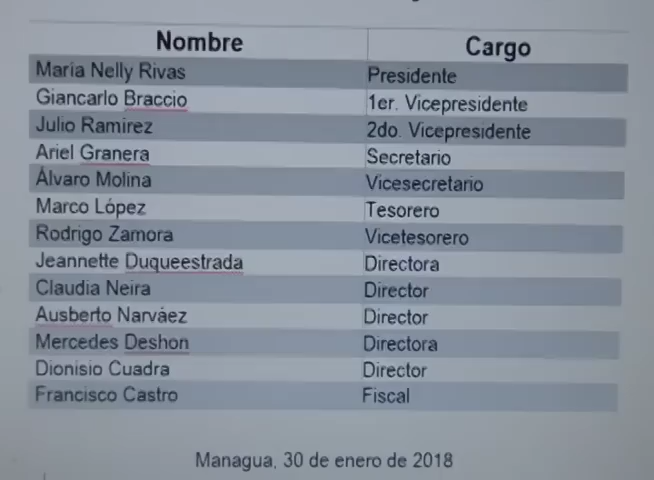 Nombre Cargo
María Nelly Rivas Presidente
Giancarlo Braccio 1er. Vicepresidente
Julio Ramirez 2do. Vicepresidente
Ariel Granera Secretario
Álvaro Molina Vicesecretario
Marco López Tesorero
Rodrigo Zamora Vicetesorero
Jeannette Duqueestrada Directora
Claudia Neira Director
Ausberto Narváez Director
Mercedes Deshon Directora
Dionisio Cuadra Director
Francisco Castro Fiscal
Managua, 30 de enero de 2018